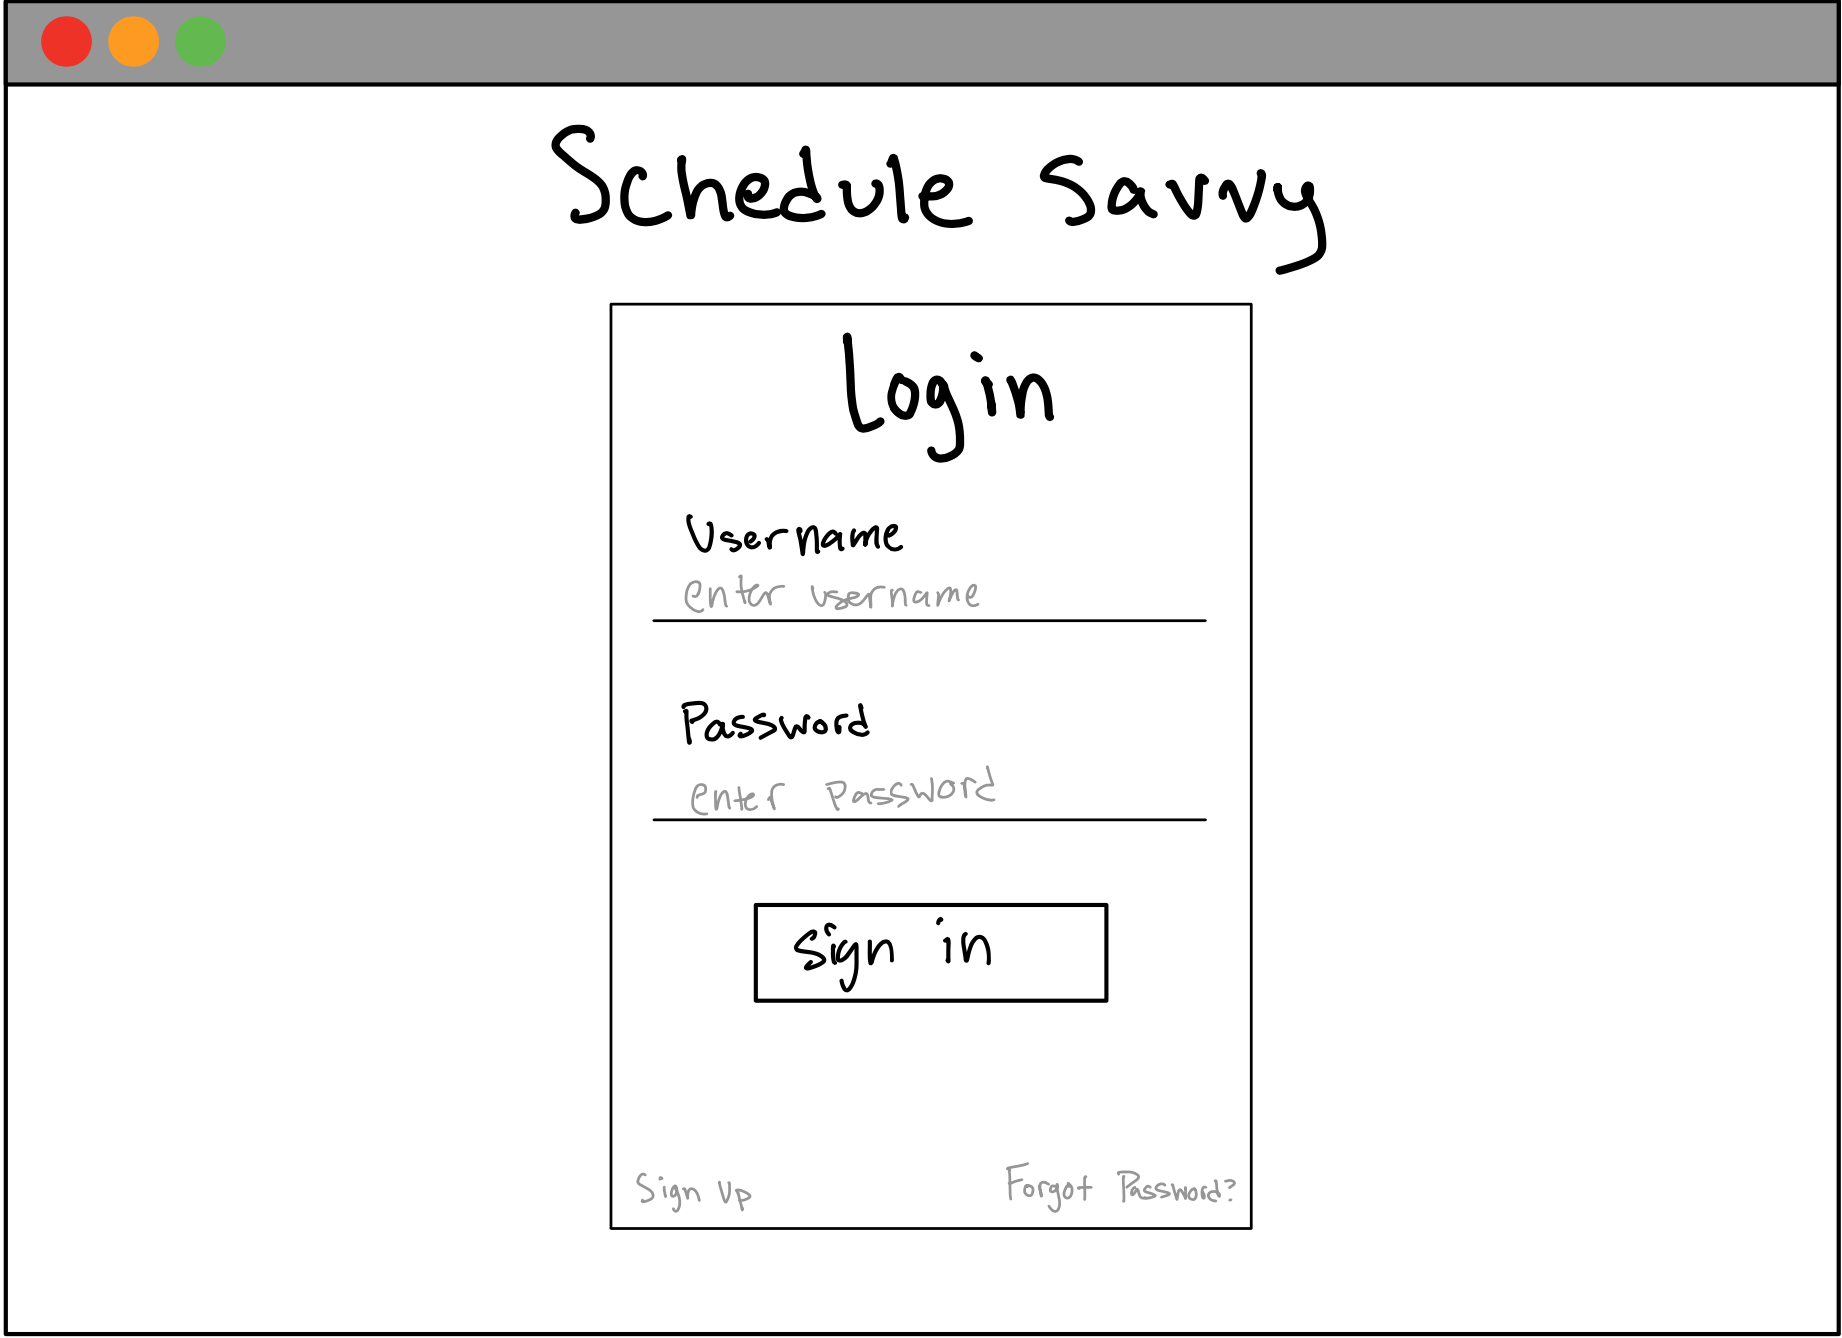 Schedule Savvy
Login
Username
enter username
Password
enter password
Sign in
Sign Up
Forgot Password?